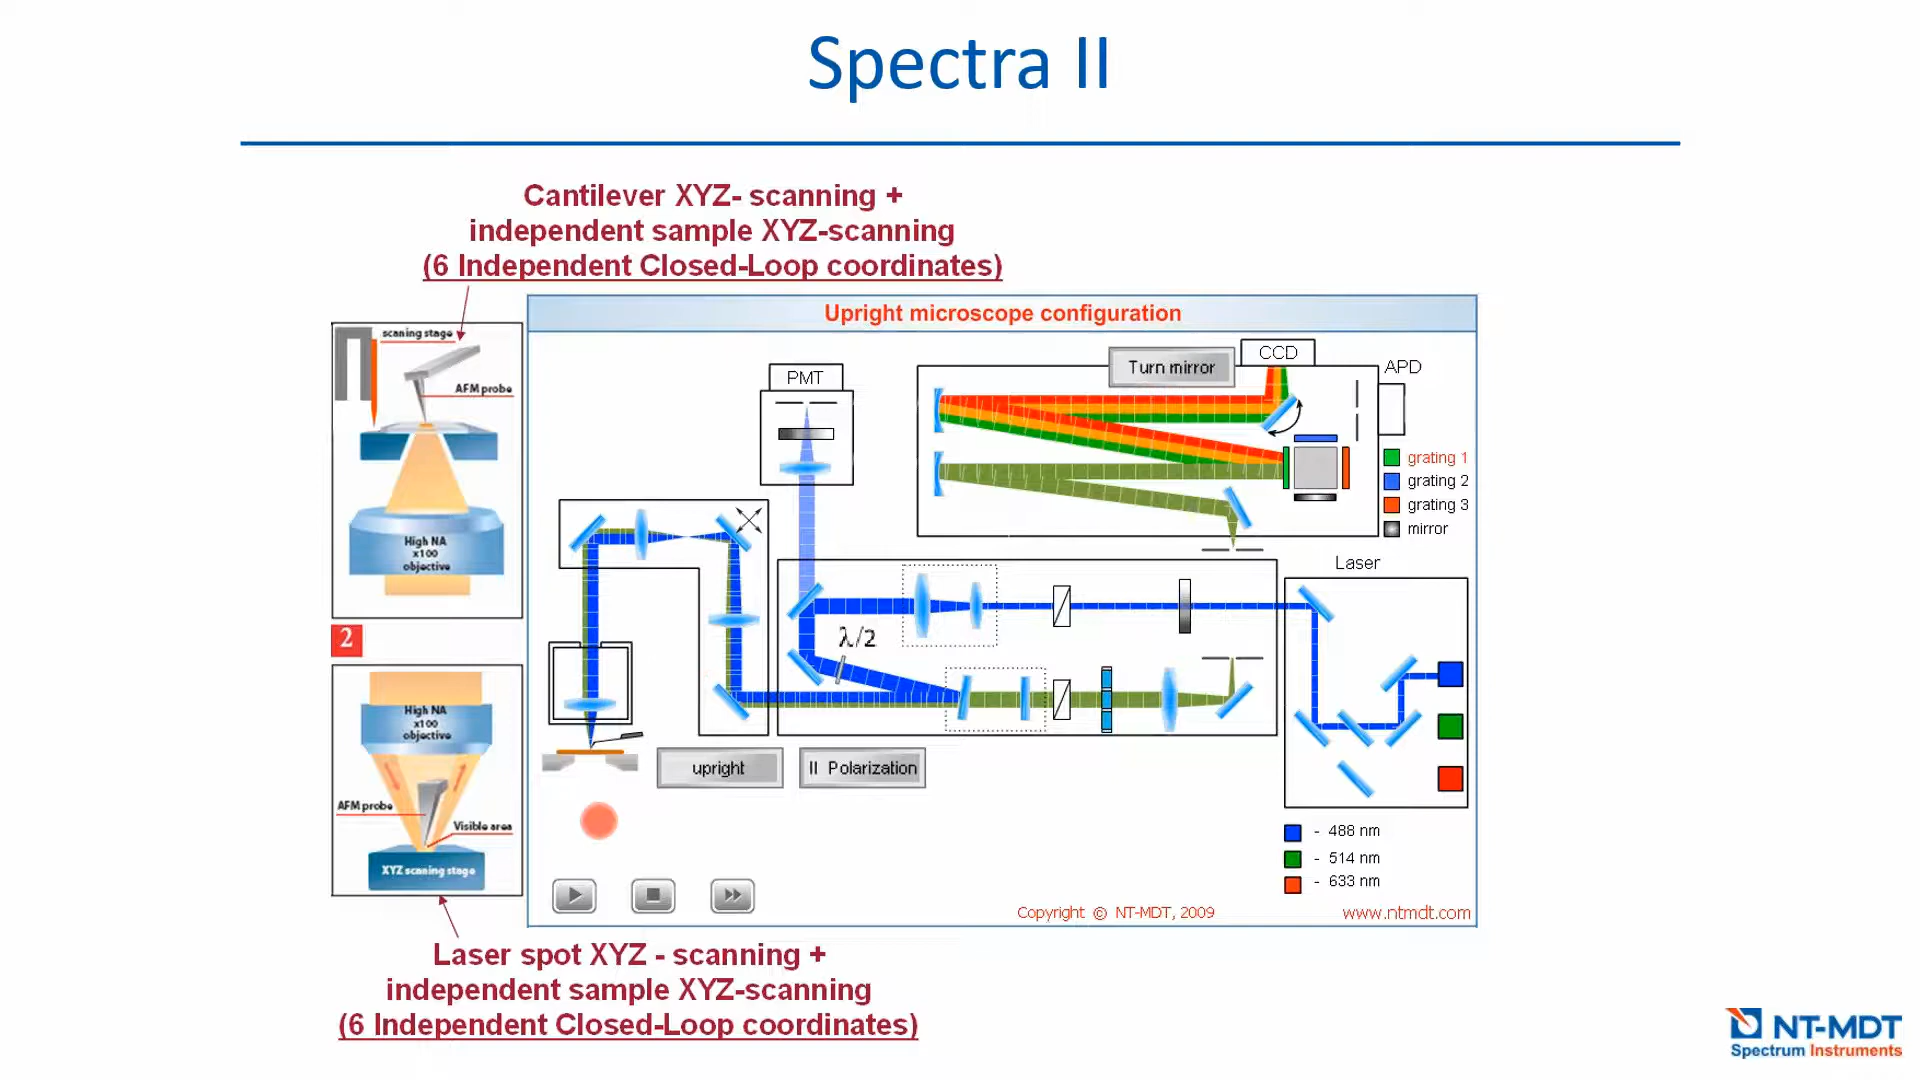 Spectra II
Cantilever XYZ- scanning +
independent sample XYZ-scanning
(6 Independent Closed-Loop coordinates)
scaning stage
AFM probe
High NA
x100
objective
2
High NA
x100
objective
AFM probe
Visible area
XYZ scanning stage
Upright microscope configuration
PMT
Turn mirror
CCD
APD
grating 1
grating 2
grating 3
mirror
Laser
λ/2
upright
II Polarization
- 488 nm
- 514 nm
- 633 nm
Copyright © NT-MDT, 2009
www.ntmdt.com
Laser spot XYZ - scanning +
independent sample XYZ-scanning
(6 Independent Closed-Loop coordinates)
NT-MDT
Spectrum Instruments